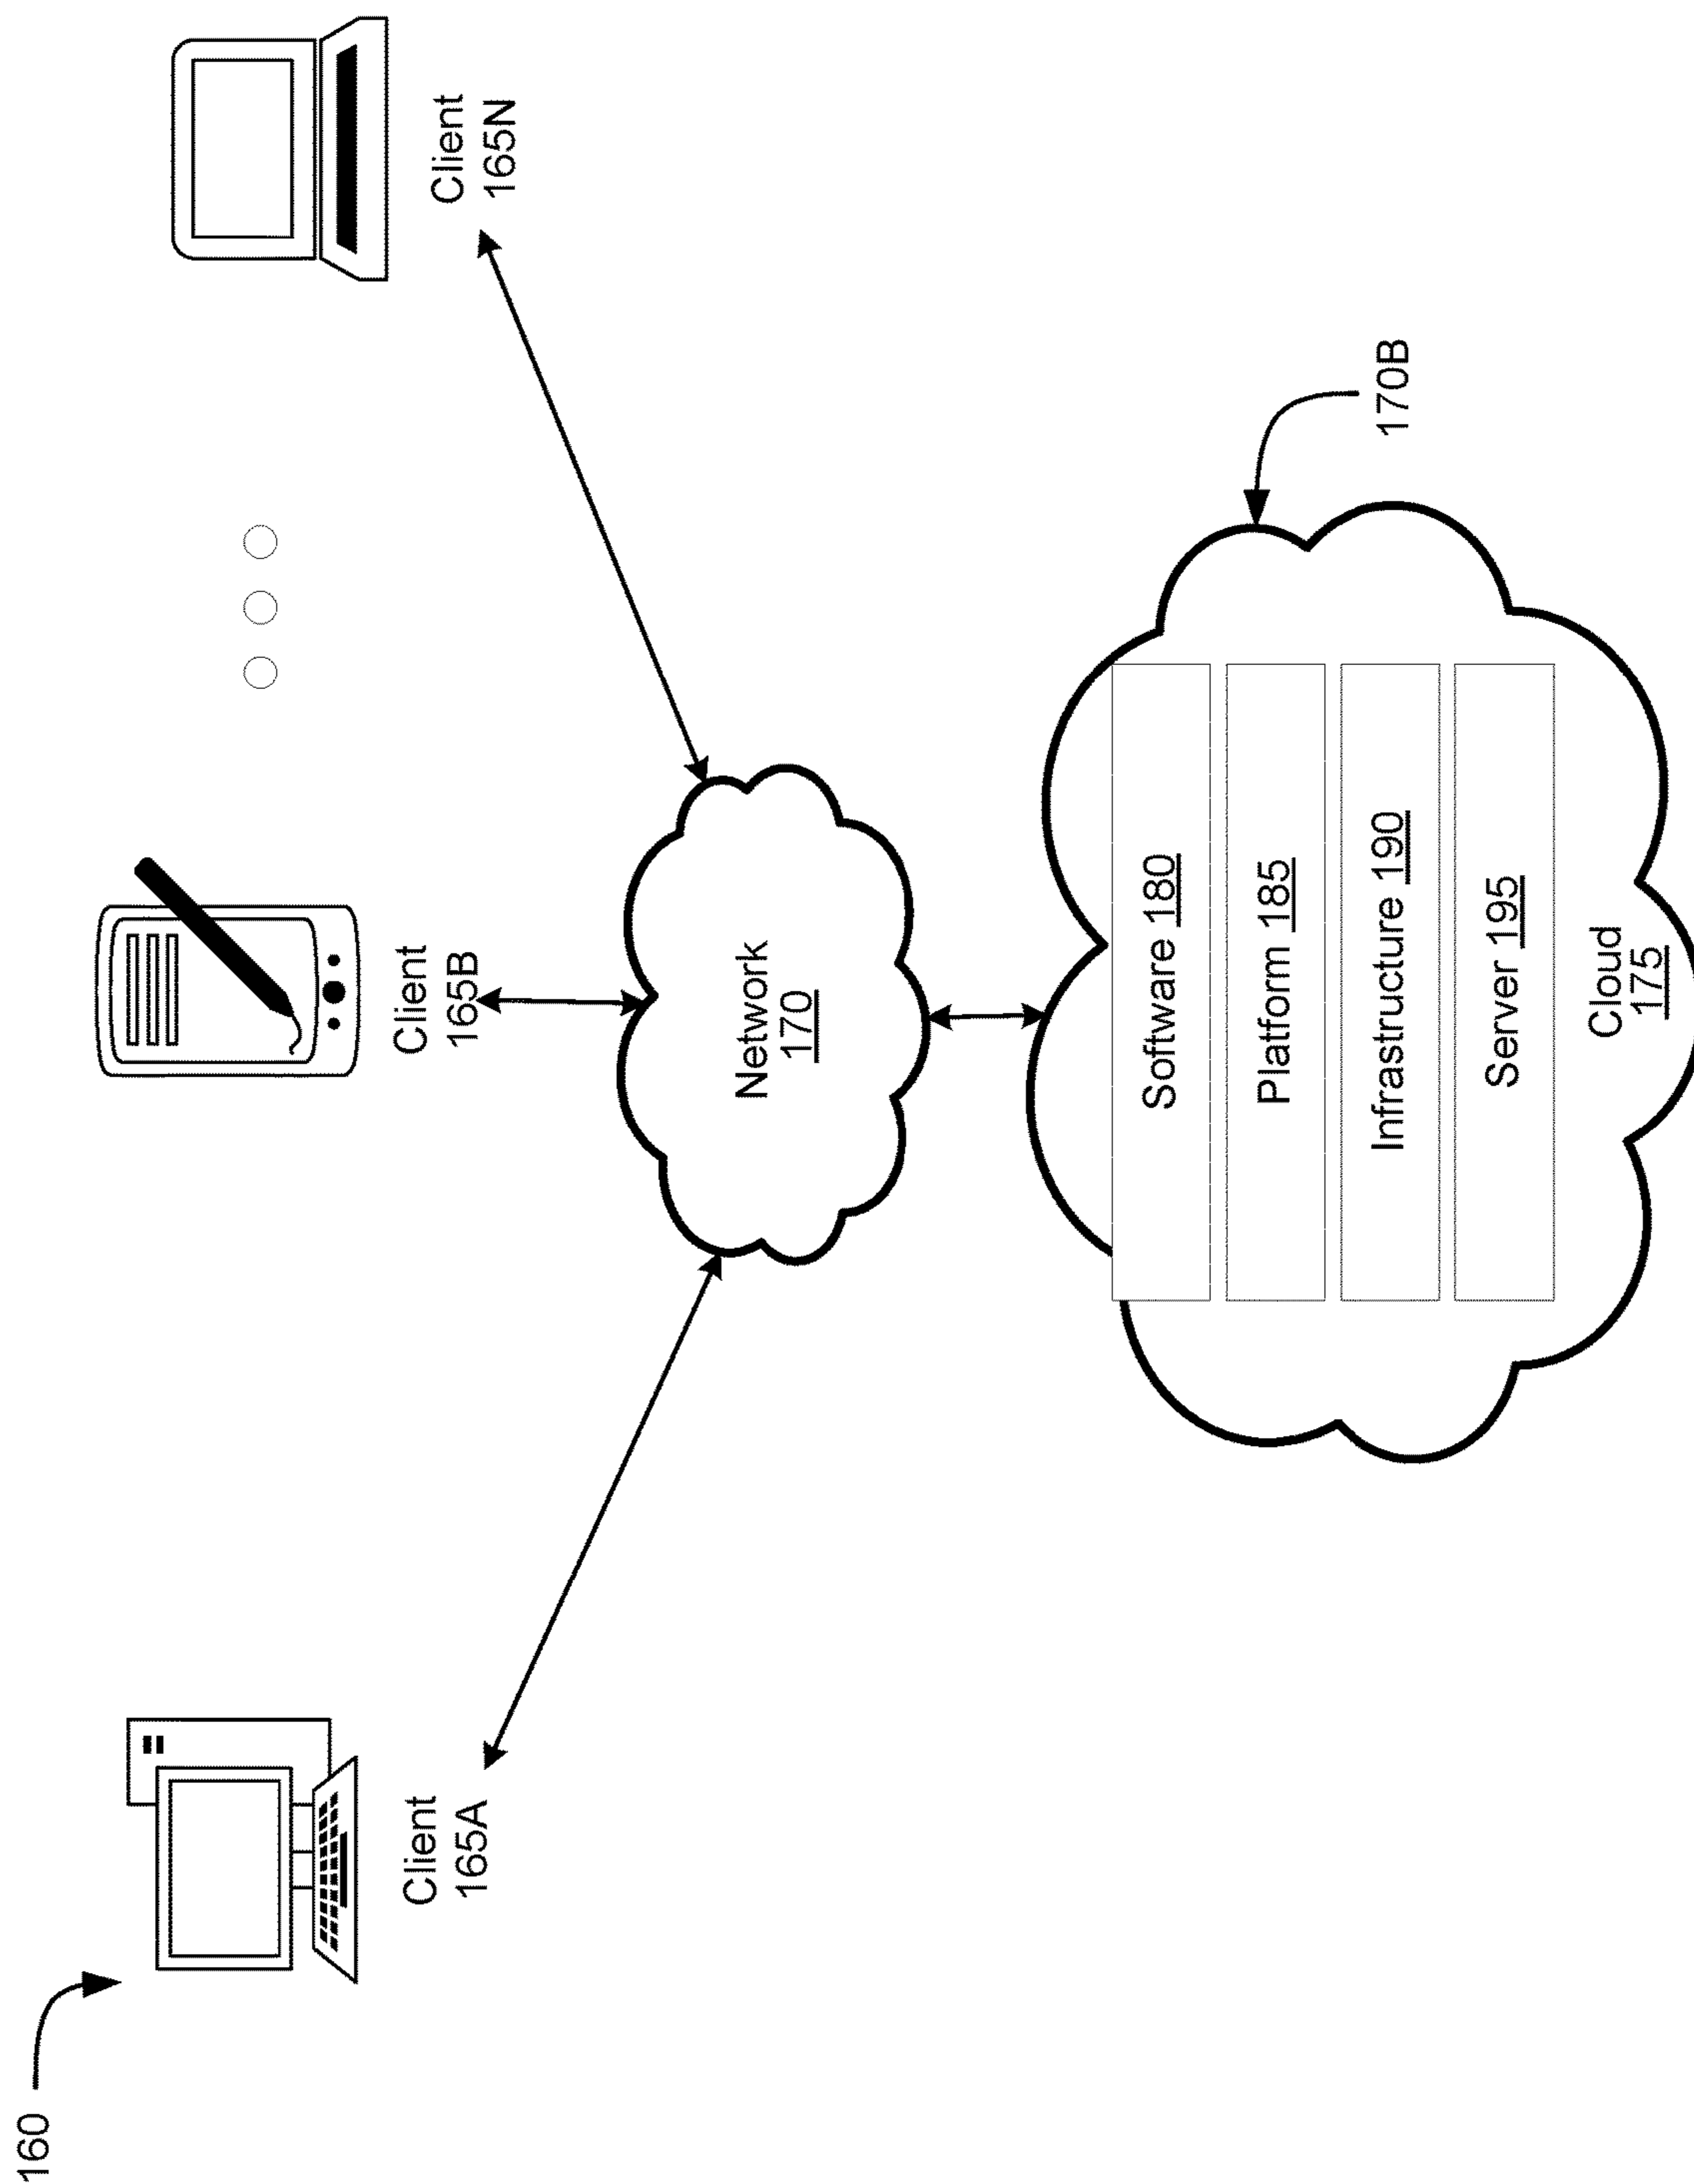 160
Client
165A
Client
165B
Client
165N
Network
170
170B
Software 180
Platform 185
Infrastructure 190
Server 195
Cloud
175